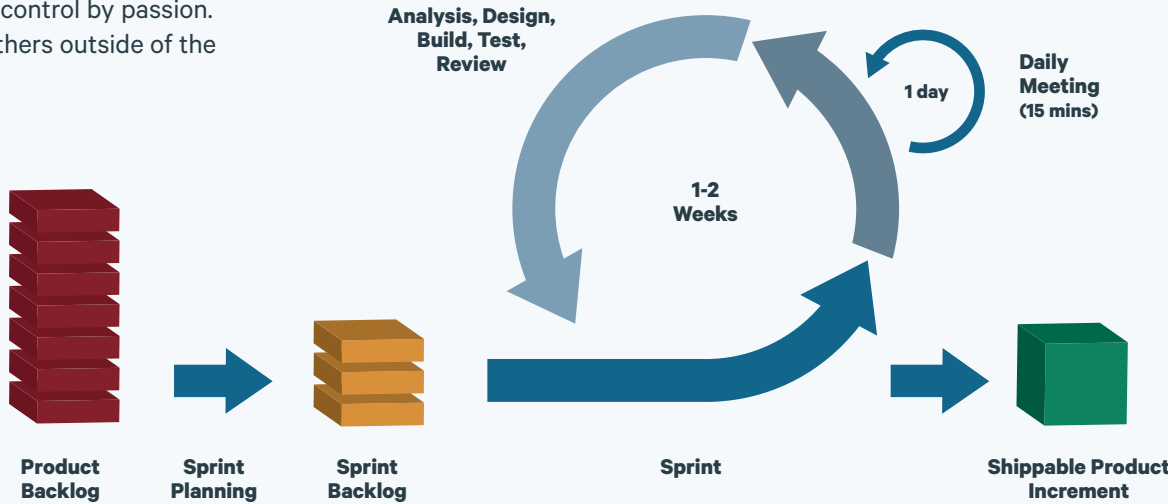 control by passion.
thers outside of the
Analysis, Design,
Build, Test,
Review
1 day
Daily
Meeting
(15 mins)
1-2
Weeks
Product
Backlog
Sprint
Planning
Sprint
Backlog
Sprint
Shippable Product
Increment